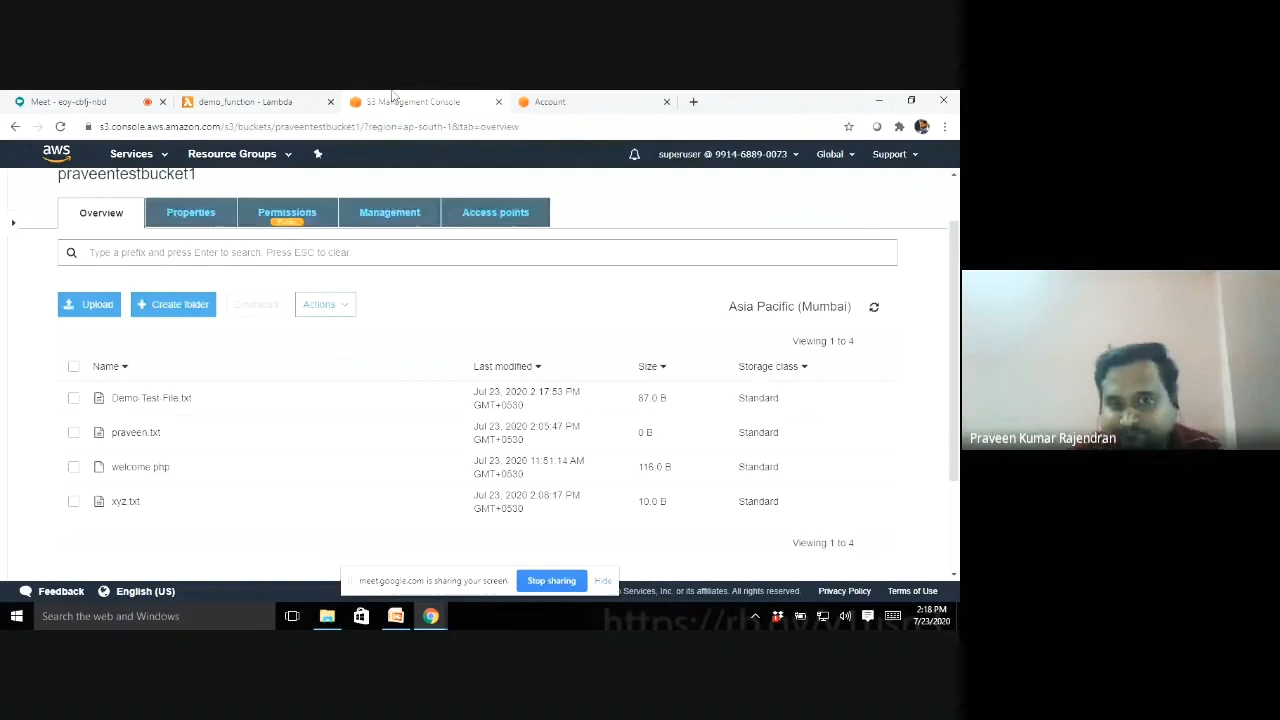 Meet - eoy-cbfj-nbd
demo_function - Lambda
S3 Management Console
Account
s3.console.aws.amazon.com/s3/buckets/praveentestbucket1/?region=ap-south-1&tab=overview
aws
Services
Resource Groups
superuser @ 9914-6889-0073
Global
Support
praveentestbucket1
Overview
Properties
Permissions
Public
Management
Access points
Type a prefix and press Enter to search. Press ESC to clear.
Upload
Create folder
Download
Actions
Asia Pacific (Mumbai)
Viewing 1 to 4
Name
Last modified
Size
Storage class
Demo-Test-File.txt
Jul 23, 2020 2:17:53 PM
GMT+0530
87.0 B
Standard
praveen.txt
Jul 23, 2020 2:05:47 PM
GMT+0530
0 B
Standard
welcome.php
Jul 23, 2020 11:51:14 AM
GMT+0530
116.0 B
Standard
xyz.txt
Jul 23, 2020 2:08:17 PM
GMT+0530
10.0 B
Standard
Viewing 1 to 4
Praveen Kumar Rajendran
meet.google.com is sharing your screen.
Stop sharing
Hide
Feedback
English (US)
Services, Inc. or its affiliates. All rights reserved.
Privacy Policy
Terms of Use
Search the web and Windows
2:18 PM
7/23/2020